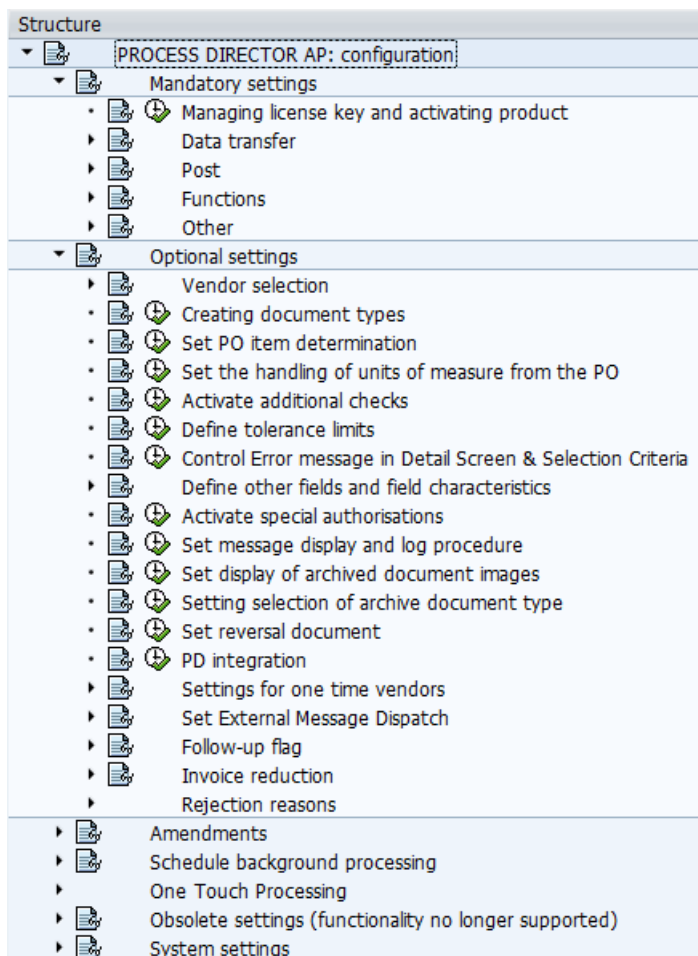 Structure
PROCESS DIRECTOR AP: configuration
Mandatory settings
Managing license key and activating product
Data transfer
Post
Functions
Other
Optional settings
Vendor selection
Creating document types
Set PO item determination
Set the handling of units of measure from the PO
Activate additional checks
Define tolerance limits
Control Error message in Detail Screen & Selection Criteria
Define other fields and field characteristics
Activate special authorisations
Set message display and log procedure
Set display of archived document images
Setting selection of archive document type
Set reversal document
PD integration
Settings for one time vendors
Set External Message Dispatch
Follow-up flag
Invoice reduction
Rejection reasons
Amendments
Schedule background processing
One Touch Processing
Obsolete settings (functionality no longer supported)
System settings